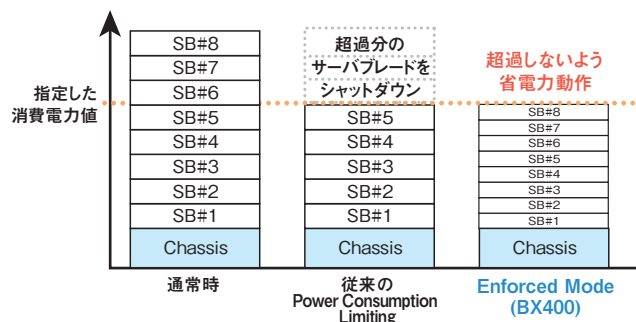 指定した
消費電力値
SB#8
SB#7
SB#6
SB#5
SB#4
SB#3
SB#2
SB#1
Chassis
通常時
超過分の
サーバブレードを
シャットダウン
SB#5
SB#4
SB#3
SB#2
SB#1
Chassis
従来の
Power Consumption
Limiting
超過しないよう
省電力動作
SB#8
SB#7
SB#6
SB#5
SB#4
SB#3
SB#2
SB#1
Chassis
Enforced Mode
(BX400)